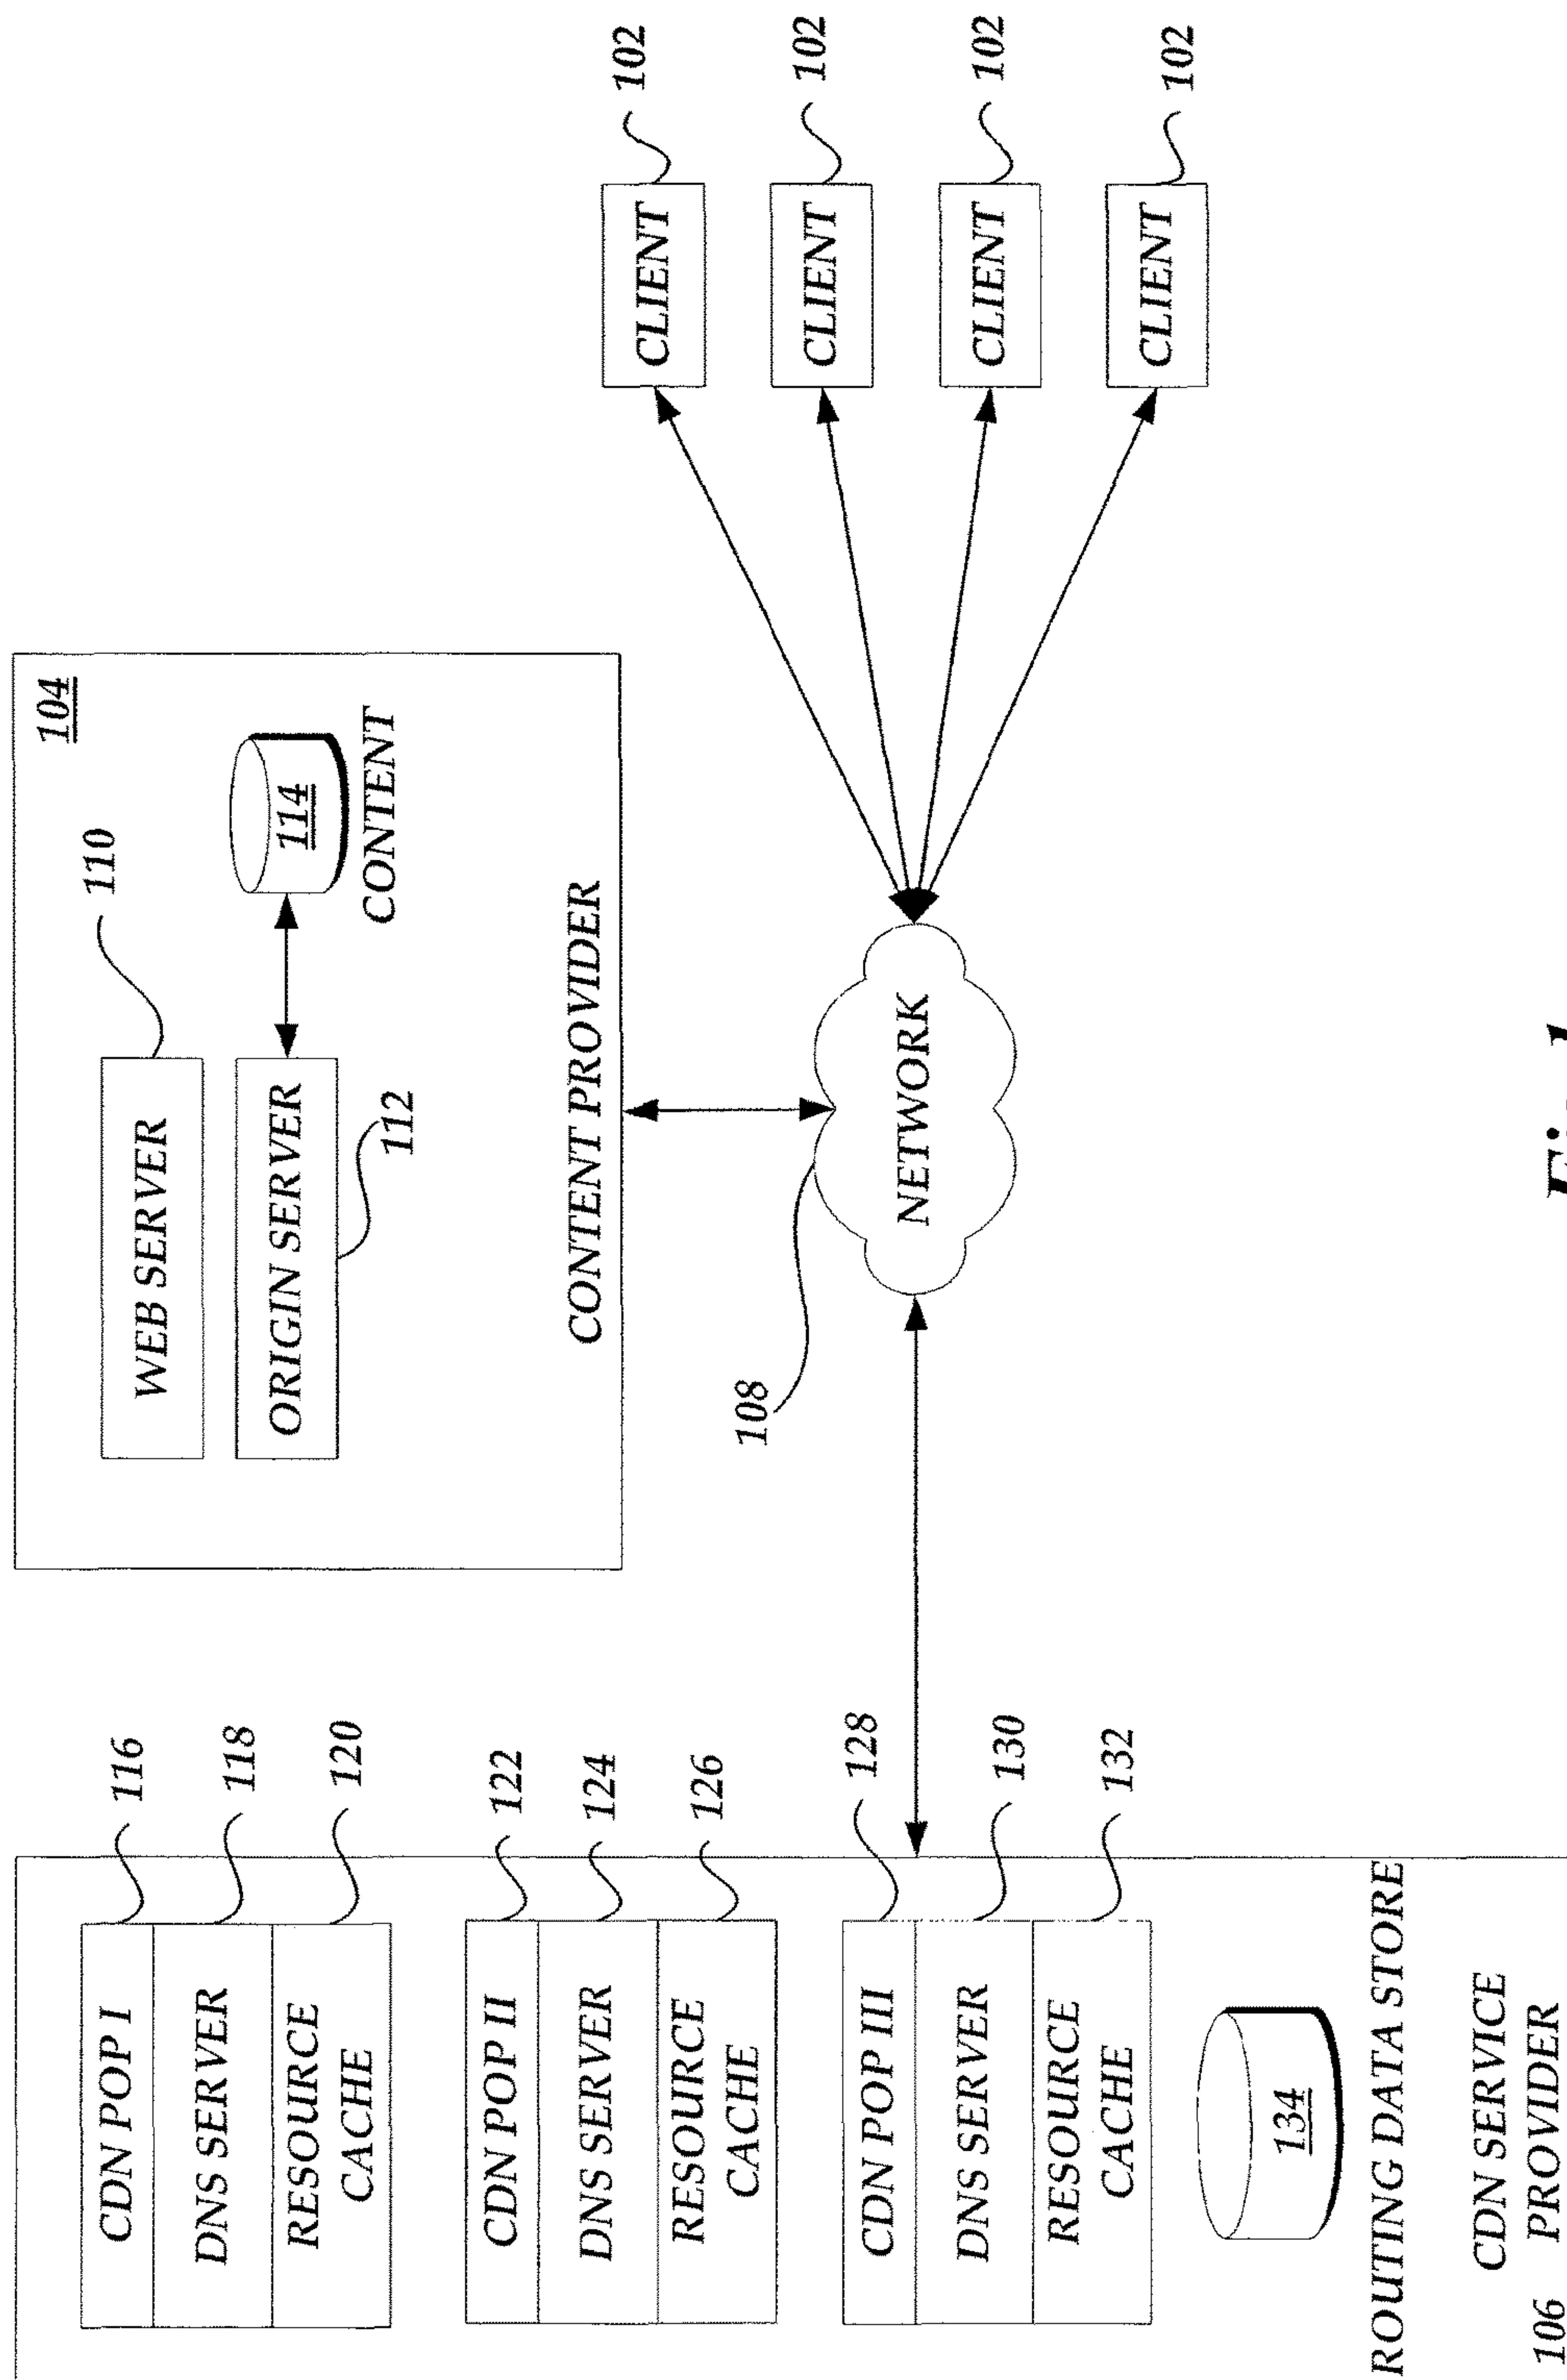 CDN POP I
116
DNS SERVER
118
RESOURCE
CACHE
120
CDN POP II
122
DNS SERVER
124
RESOURCE
CACHE
126
CDN POP III
128
DNS SERVER
130
RESOURCE
CACHE
132
134
ROUTING DATA STORE
CDN SERVICE
PROVIDER
106
104
WEB SERVER
110
ORIGIN SERVER
112
114
CONTENT
CONTENT PROVIDER
108
NETWORK
CLIENT
102
CLIENT
102
CLIENT
102
CLIENT
102